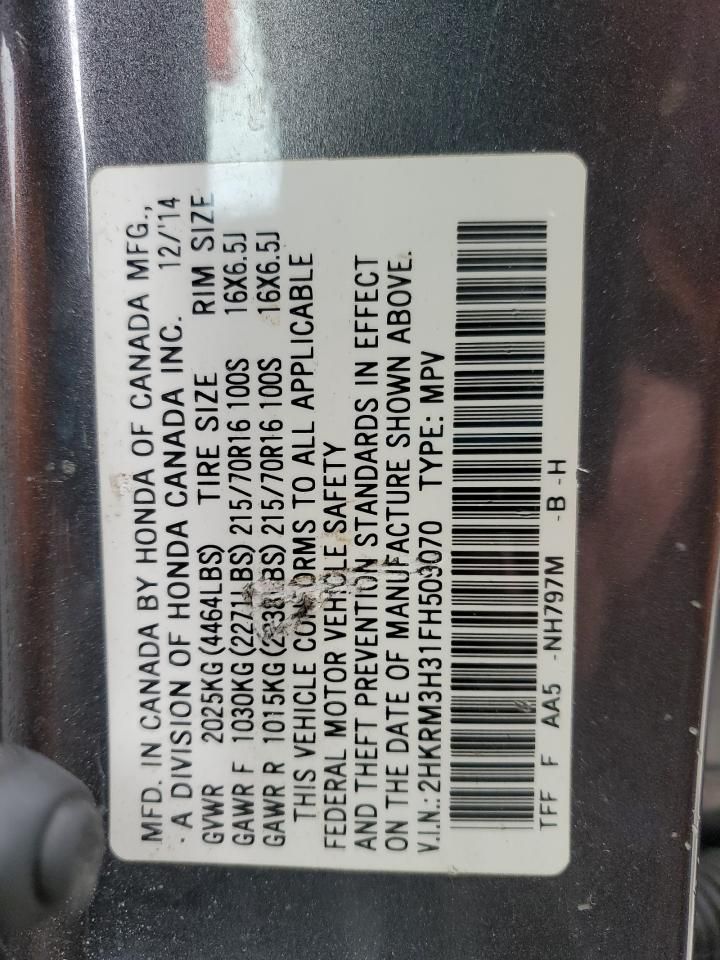 MFD. IN CANADA BY HONDA OF CANADA MFG.,
A DIVISION OF HONDA CANADA INC. 12/'14
GVWR 2025KG (4464LBS) TIRE SIZE RIM SIZE
GAWR F 1030KG (2271LBS) 215/70R16 100S 16X6.5J
GAWR R 1015KG 215/70R16 100S 16X6.5J
THIS VEHICLE CONFORMS TO ALL APPLICABLE
FEDERAL MOTOR VEHICLE SAFETY
AND THEFT PREVENTION STANDARDS IN EFFECT
ON THE DATE OF MANUFACTURE SHOWN ABOVE.
V.I.N.: 2HKRM3H31FH509070 TYPE: MPV
TFF F AA5 -NH797M -B -H